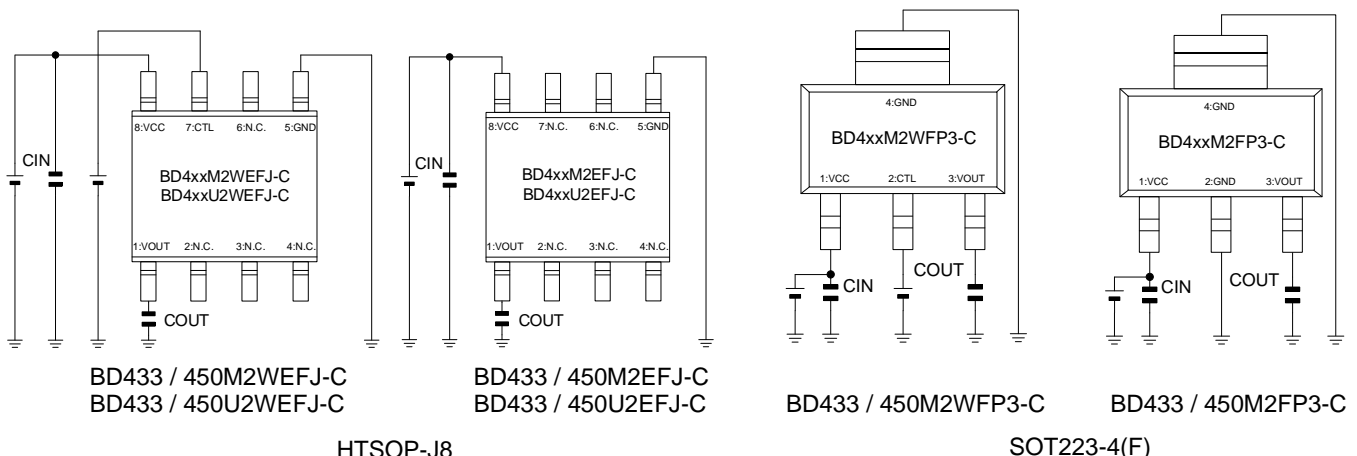 8:VCC 7:CTL 6:N.C. 5:GND
CIN
BD4xxM2WEFJ-C
BD4xxU2WEFJ-C
1:VOUT 2:N.C. 3:N.C. 4:N.C.
COUT
BD433 / 450M2WEFJ-C
BD433 / 450U2WEFJ-C
8:VCC 7:N.C. 6:N.C. 5:GND
CIN
BD4xxM2EFJ-C
BD4xxU2EFJ-C
1:VOUT 2:N.C. 3:N.C. 4:N.C.
COUT
BD433 / 450M2EFJ-C
BD433 / 450U2EFJ-C
HTSOP-J8
4:GND
BD4xxM2WFP3-C
1:VCC 2:CTL 3:VOUT
CIN
COUT
BD433 / 450M2WFP3-C
4:GND
BD4xxM2FP3-C
1:VCC 2:GND 3:VOUT
CIN
COUT
BD433 / 450M2FP3-C
SOT223-4(F)